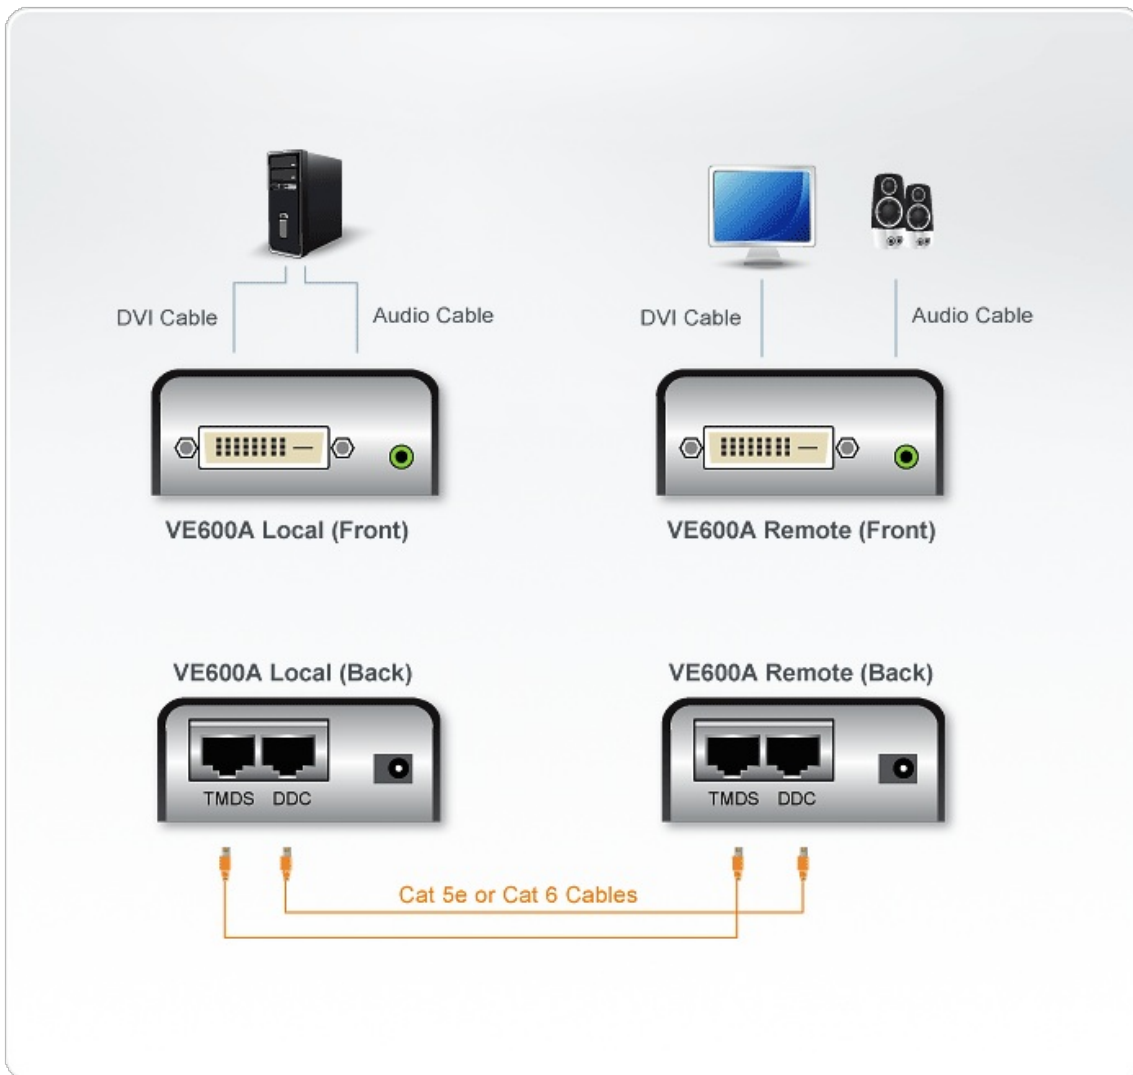 DVI Cable
Audio Cable
DVI Cable
Audio Cable
VE600A Local (Front)
VE600A Remote (Front)
VE600A Local (Back)
VE600A Remote (Back)
TMDS DDC
TMDS DDC
Cat 5e or Cat 6 Cables